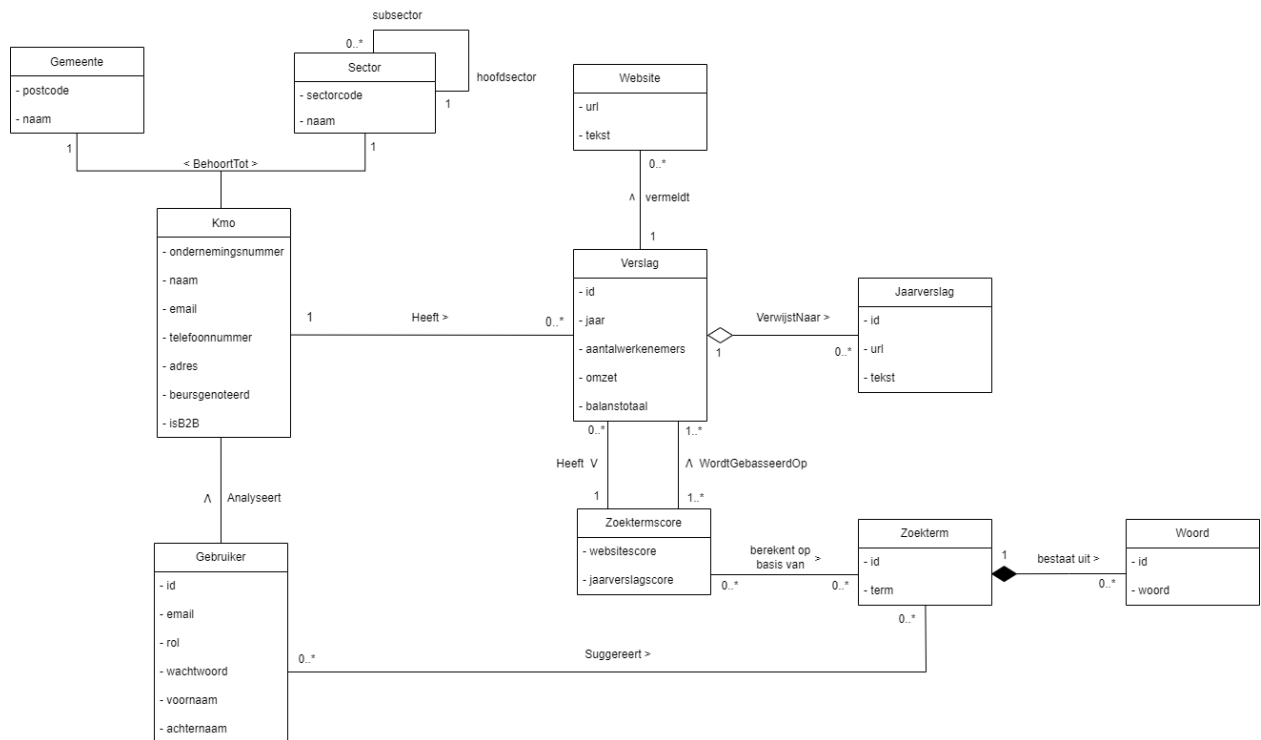 subsector
0..*
hoofdsector
1
Gemeente
- postcode
- naam
1
Sector
- sectorcode
- naam
1
< BehoortTot >
Website
- url
- tekst
0..*
Λ vermeldt
1
Kmo
- ondernemingsnummer
- naam
- email
- telefoonnummer
- adres
- beursgenoteerd
- isB2B
1
Heeft >
0..*
Verslag
- id
- jaar
- aantalwerkenemers
- omzet
- balanstotaal
1
VerwijstNaar >
0..*
Jaarverslag
- id
- url
- tekst
0..*
1..*
Heeft V
Λ WordtGebasseerdOp
1
1..*
Λ Analyseert
Zoektermscore
- websitescore
- jaarverslagscore
0..*
berekent op
basis van >
0..*
Zoekterm
- id
- term
0..*
1
bestaat uit >
0..*
Woord
- id
- woord
Gebruiker
- id
- email
- rol
- wachtwoord
- voornaam
- achternaam
0..*
Suggereert >